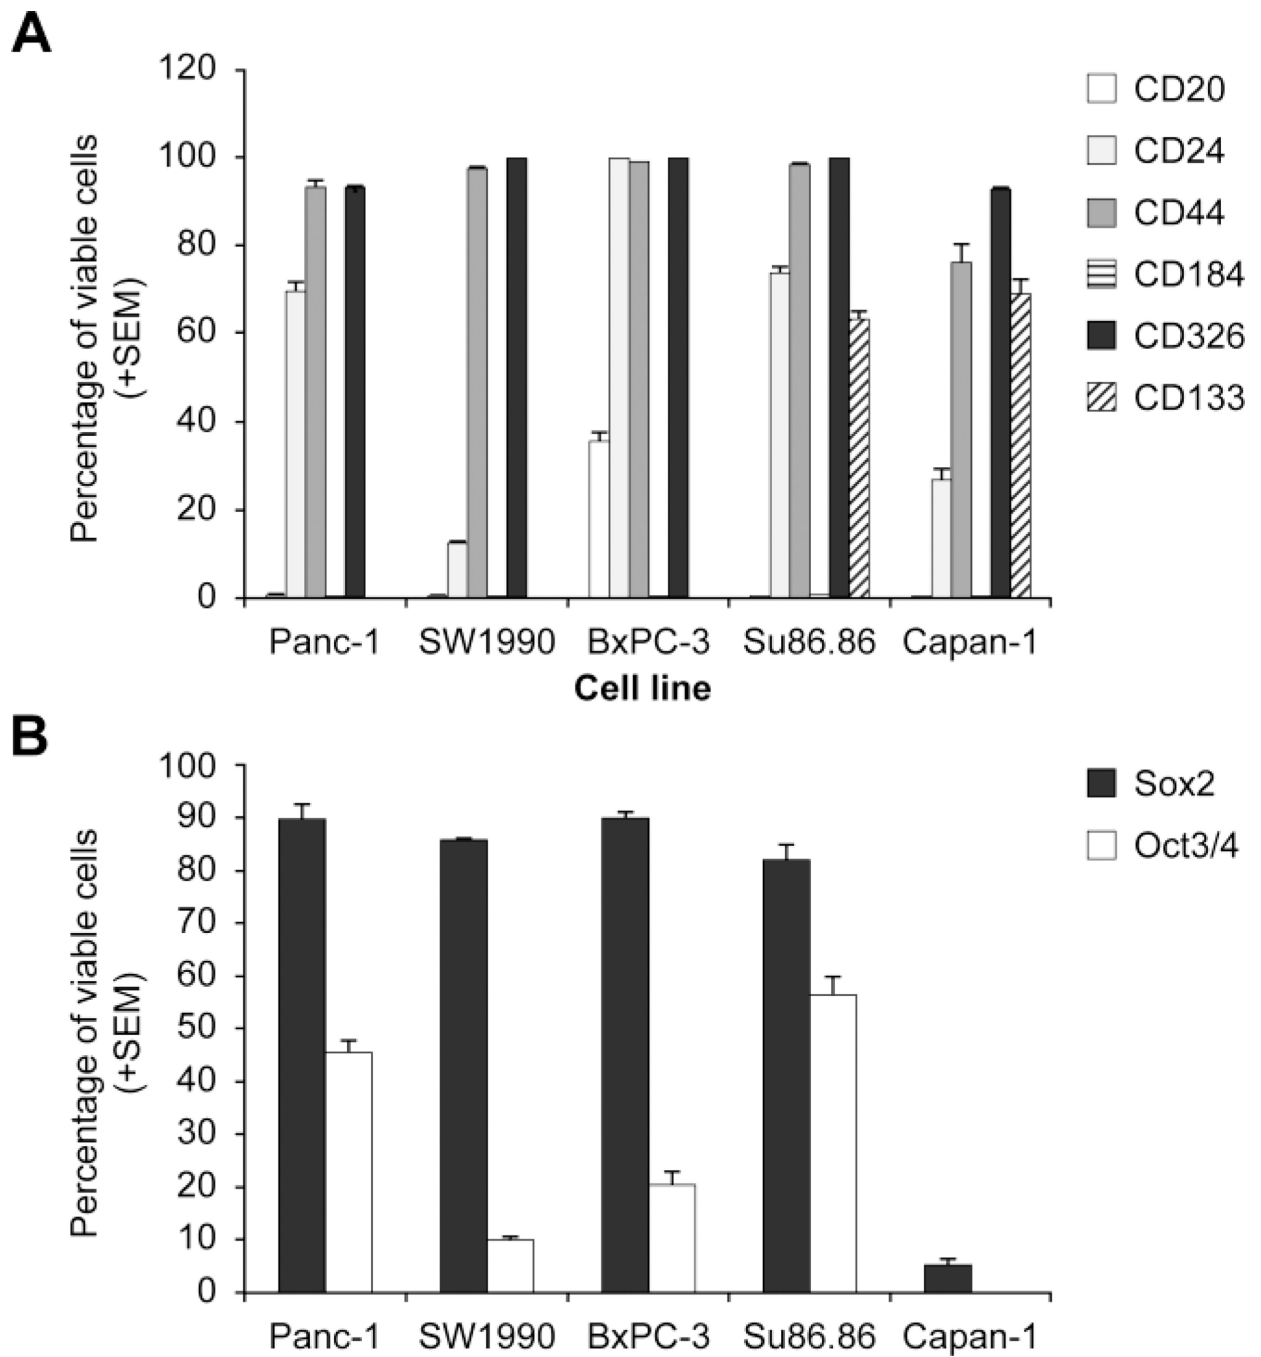 A
120
100
80
60
40
20
0
Percentage of viable cells
(+SEM)
CD20
CD24
CD44
CD184
CD326
CD133
Panc-1 SW1990 BxPC-3 Su86.86 Capan-1
Cell line
B
100
90
80
70
60
50
40
30
20
10
0
Percentage of viable cells
(+SEM)
Sox2
Oct3/4
Panc-1 SW1990 BxPC-3 Su86.86 Capan-1